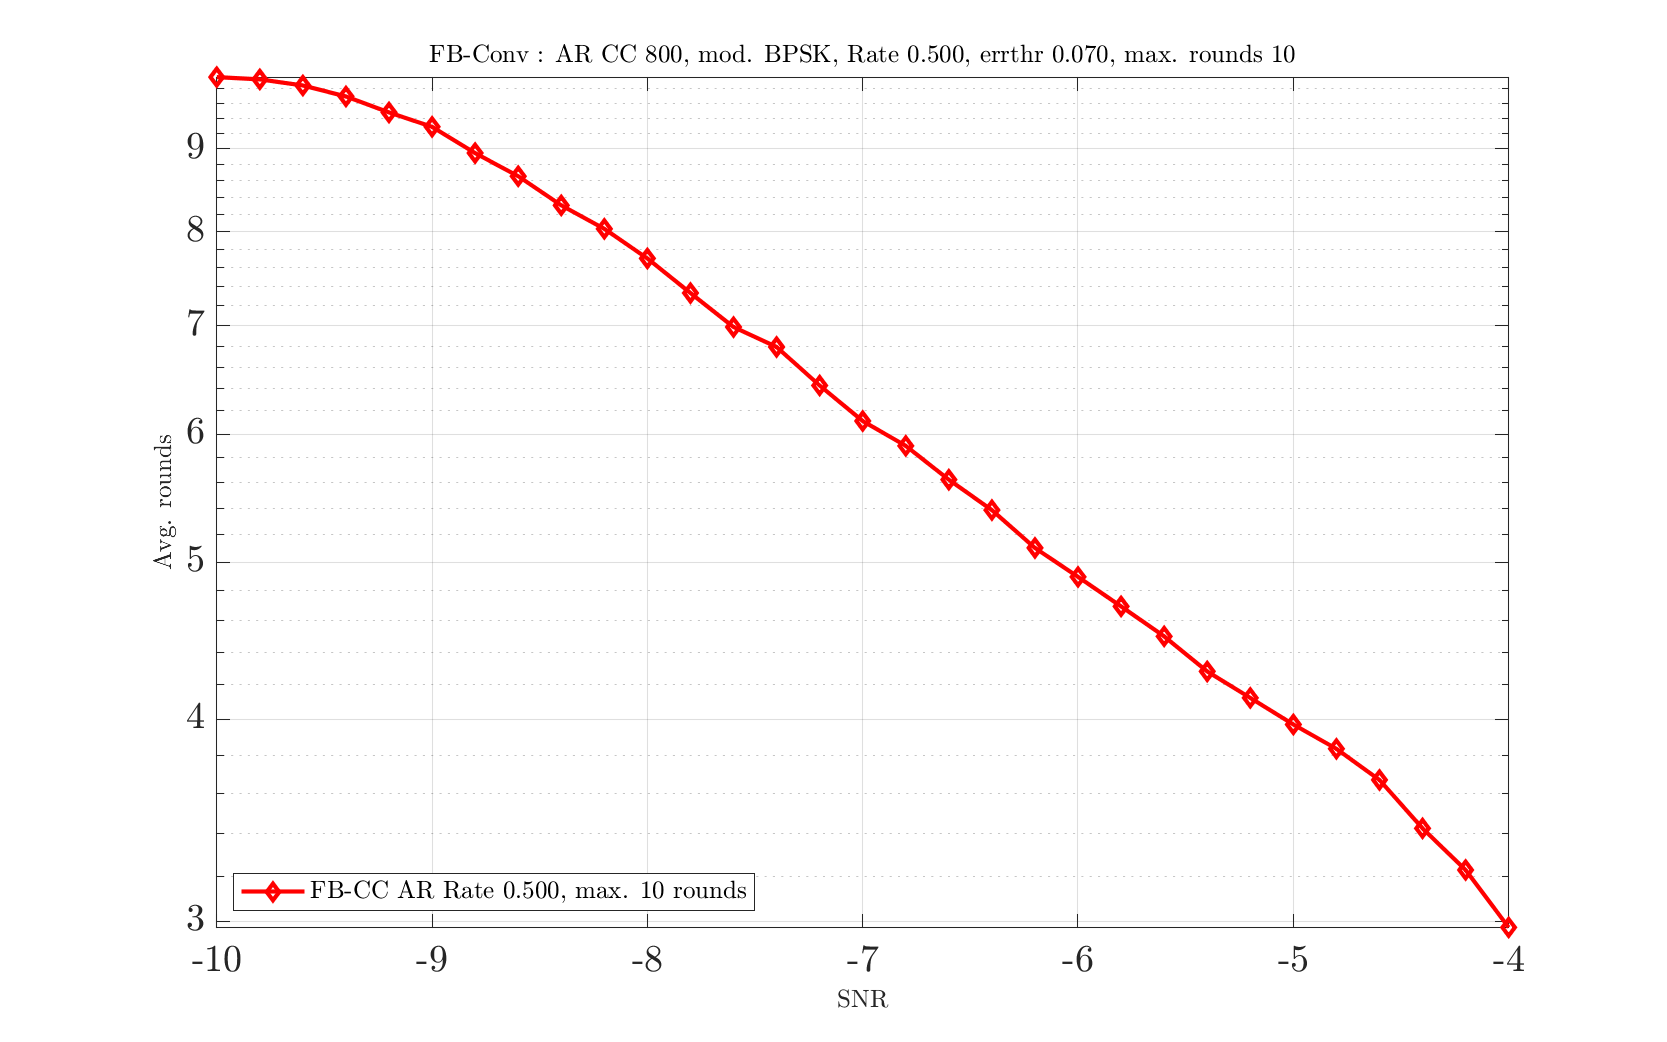 FB-Conv : AR CC 800, mod. BPSK, Rate 0.500, errthr 0.070, max. rounds 10
9
8
7
6
5
4
3
Avg. rounds
FB-CC AR Rate 0.500, max. 10 rounds
-10 -9 -8 -7 -6 -5 -4
SNR